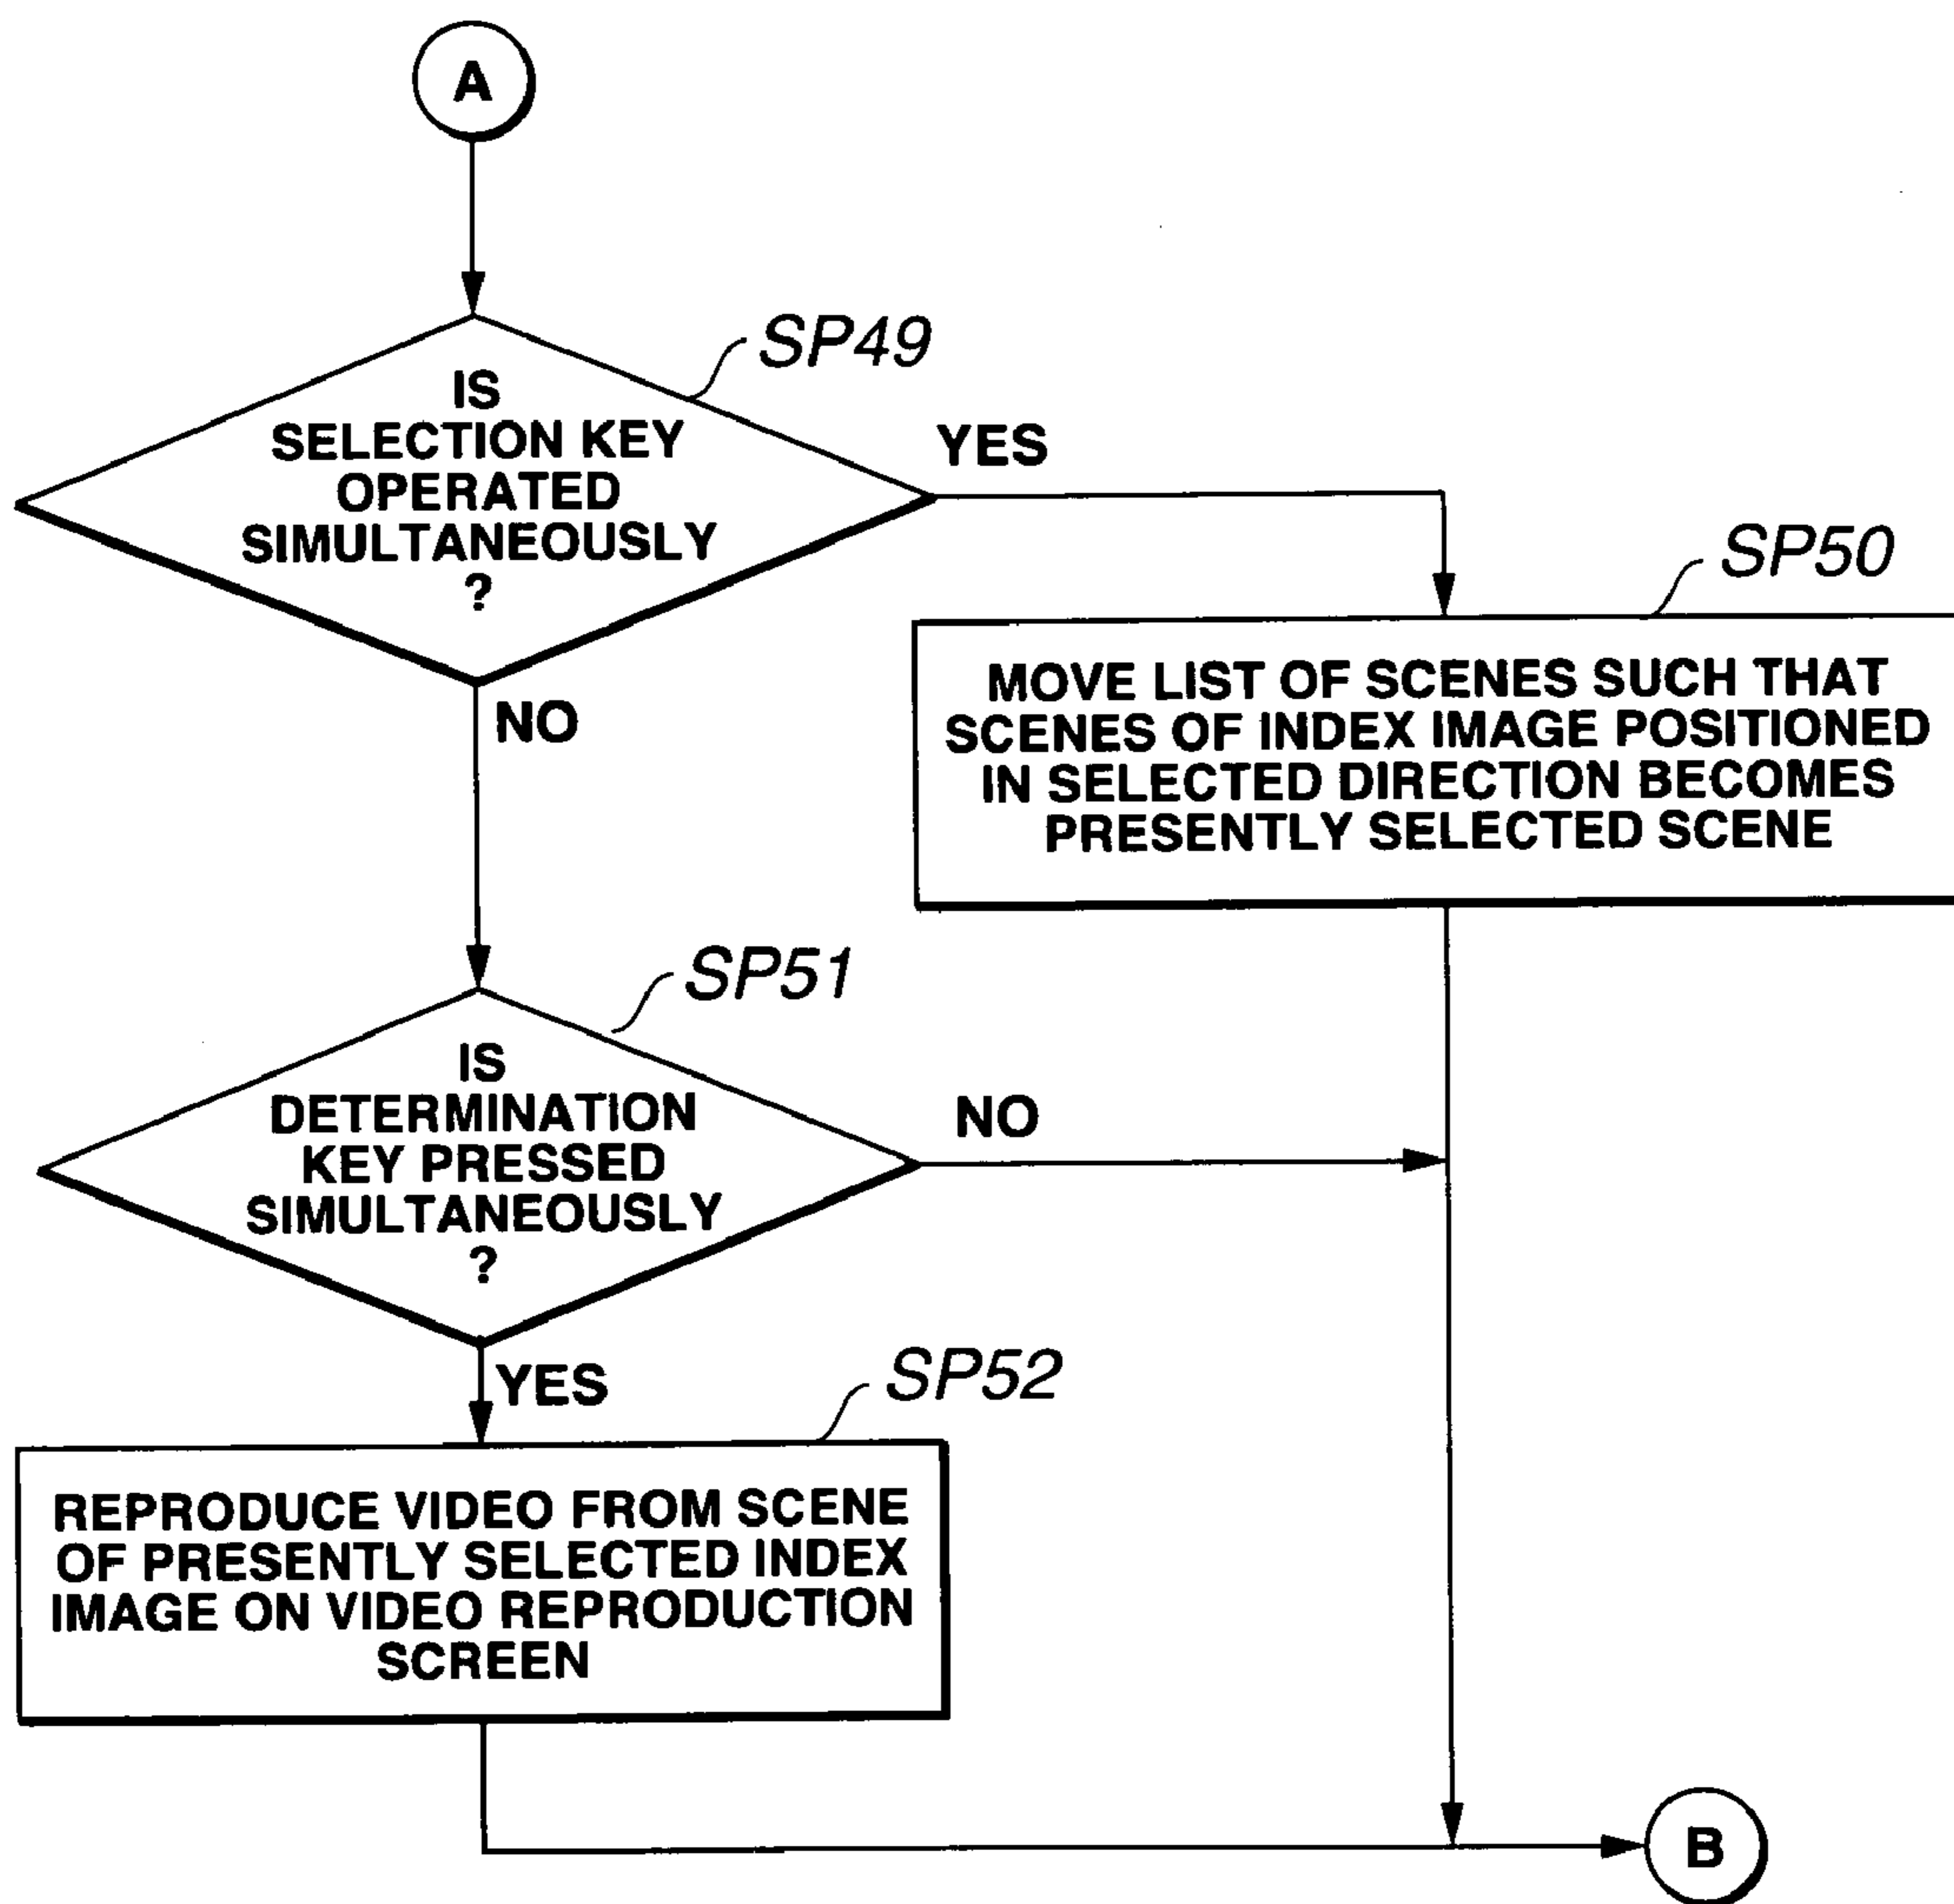 A
SP49
IS
SELECTION KEY
OPERATED
SIMULTANEOUSLY
?
YES
NO
SP50
MOVE LIST OF SCENES SUCH THAT
SCENES OF INDEX IMAGE POSITIONED
IN SELECTED DIRECTION BECOMES
PRESENTLY SELECTED SCENE
SP51
IS
DETERMINATION
KEY PRESSED
SIMULTANEOUSLY
?
NO
YES
SP52
REPRODUCE VIDEO FROM SCENE
OF PRESENTLY SELECTED INDEX
IMAGE ON VIDEO REPRODUCTION
SCREEN
B